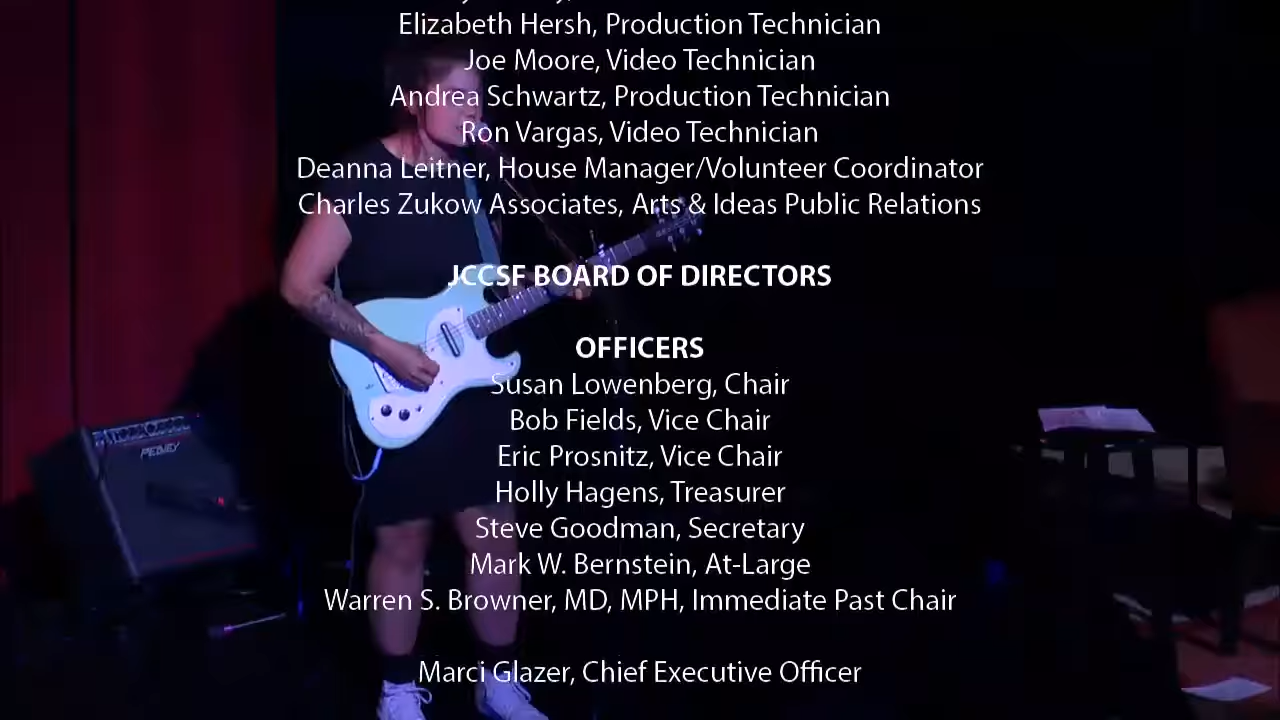 Elizabeth Hersh, Production Technician
Joe Moore, Video Technician
Andrea Schwartz, Production Technician
Ron Vargas, Video Technician
Deanna Leitner, House Manager/Volunteer Coordinator
Charles Zukow Associates, Arts & Ideas Public Relations
JCCSF BOARD OF DIRECTORS
OFFICERS
Susan Lowenberg, Chair
Bob Fields, Vice Chair
PEAVEY
Eric Prosnitz, Vice Chair
Holly Hagens, Treasurer
Steve Goodman, Secretary
Mark W. Bernstein, At-Large
Warren S. Browner, MD, MPH, Immediate Past Chair
Marci Glazer, Chief Executive Officer